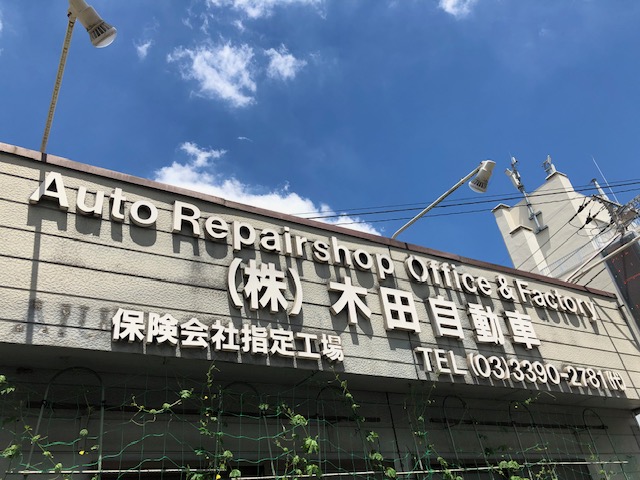 Auto Repairshop Office & Factory
(株)木田自動車
保険会社指定工場
TEL (03)3390-2781(代)